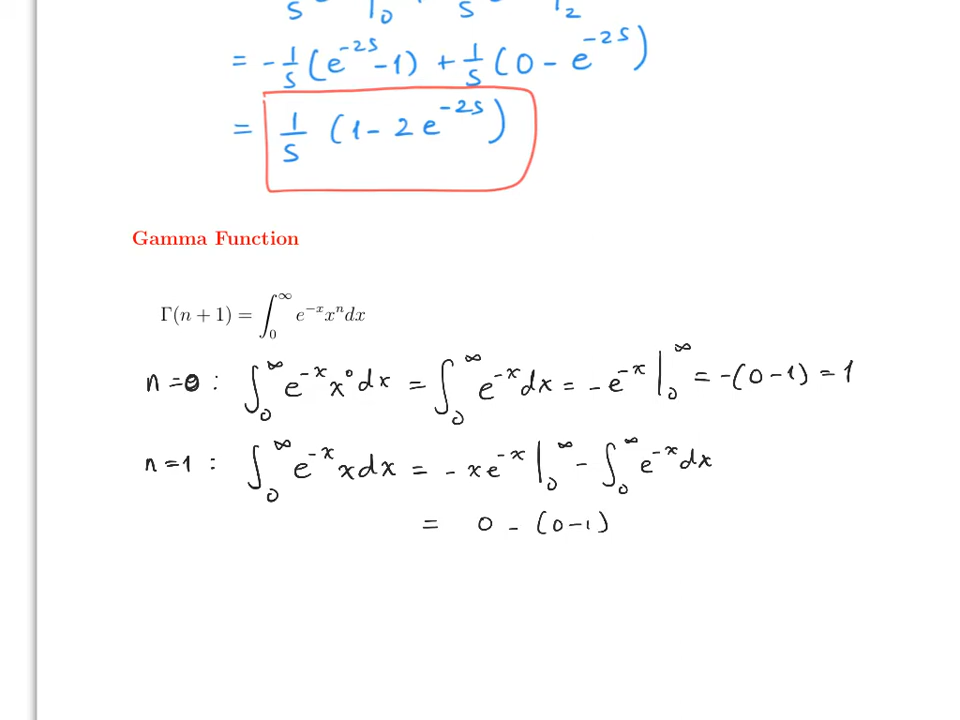 s s
= -1/s (e^{-2s} - 1) + 1/s (0 - e^{-2s})
= 1/s (1 - 2e^{-2s})
Gamma Function
Γ(n + 1) = ∫_0^∞ e^{-x} x^n dx
n = 0 : ∫_0^∞ e^{-x} x^0 dx = ∫_0^∞ e^{-x} dx = -e^{-x} |_0^∞ = -(0-1) = 1
n = 1 : ∫_0^∞ e^{-x} x dx = - x e^{-x} |_0^∞ - ∫_0^∞ e^{-x} dx
= 0 - (0-1)